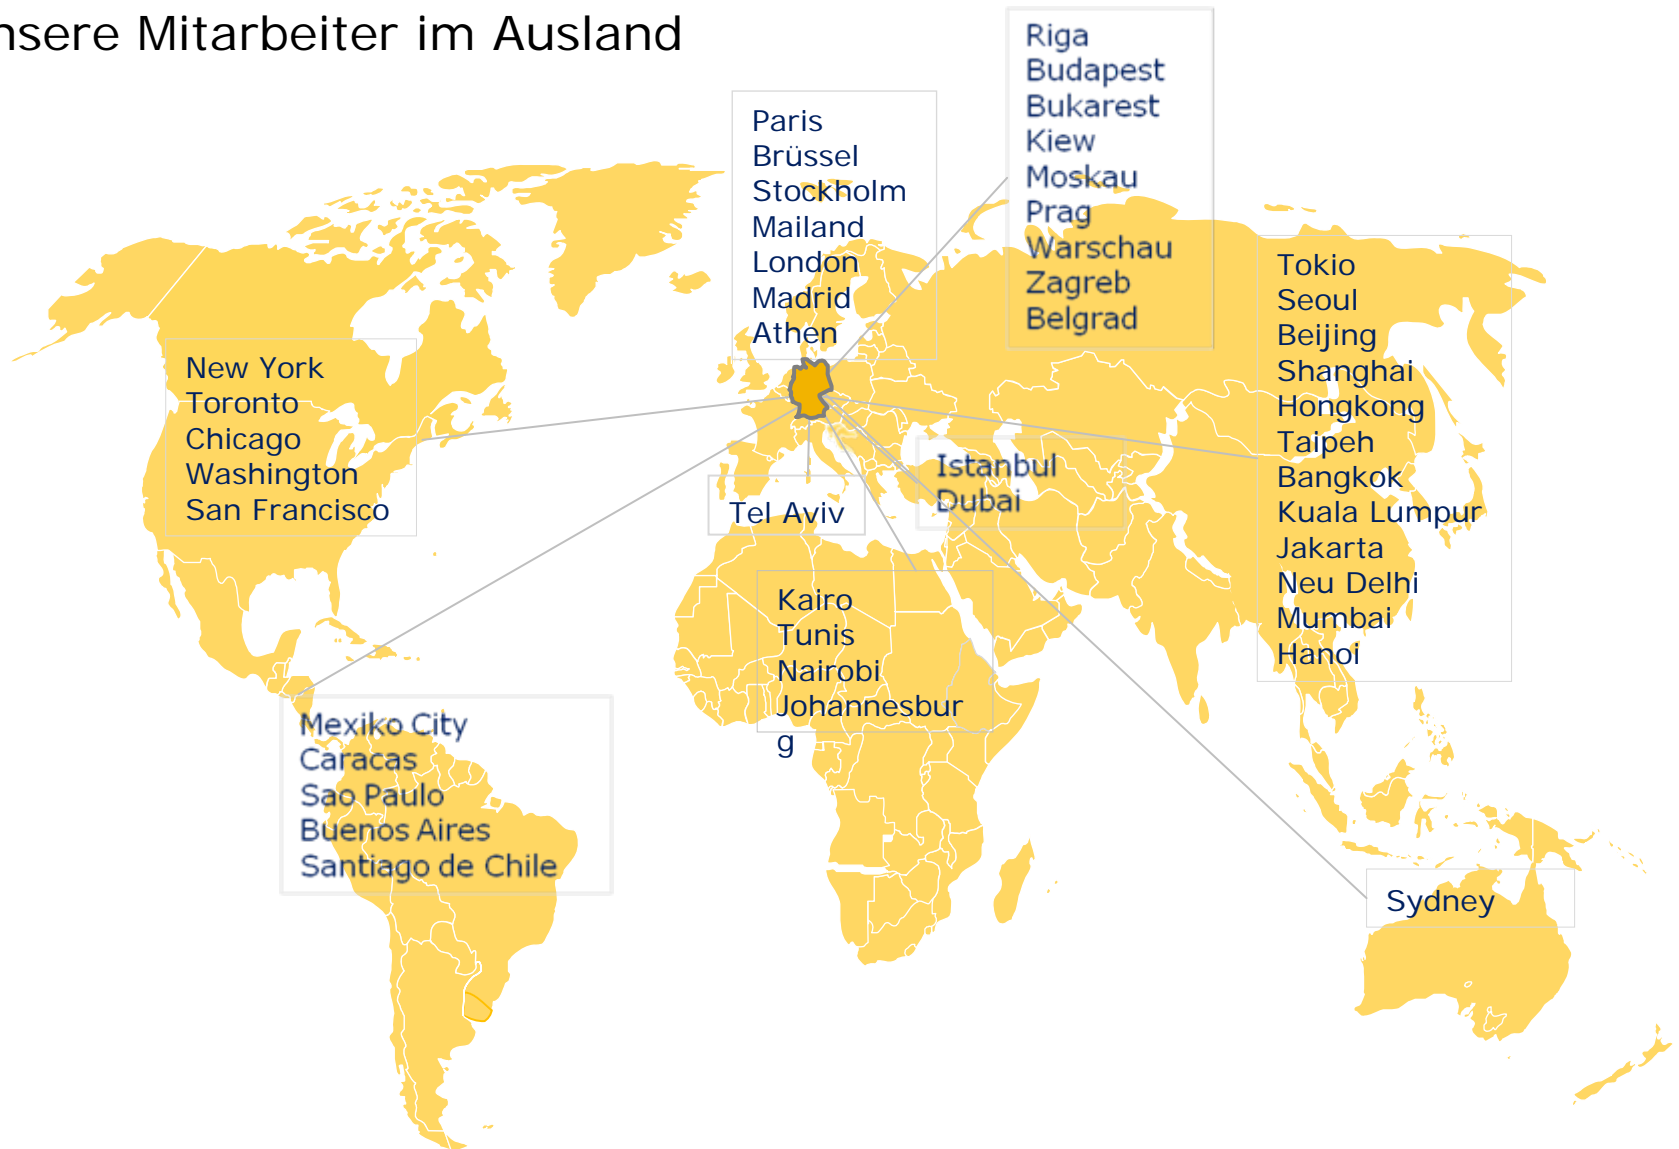 nsere Mitarbeiter im Ausland
Riga
Budapest
Bukarest
Kiew
Moskau
Prag
Warschau
Zagreb
Belgrad
Paris
Brüssel
Stockholm
Mailand
London
Madrid
Athen
Tokio
Seoul
Beijing
Shanghai
Hongkong
Taipeh
Bangkok
Kuala Lumpur
Jakarta
Neu Delhi
Mumbai
Hanoi
New York
Toronto
Chicago
Washington
San Francisco
Istanbul
Dubai
Tel Aviv
Kairo
Tunis
Nairobi
Johannesbur
g
Mexiko City
Caracas
Sao Paulo
Buenos Aires
Santiago de Chile
Sydney